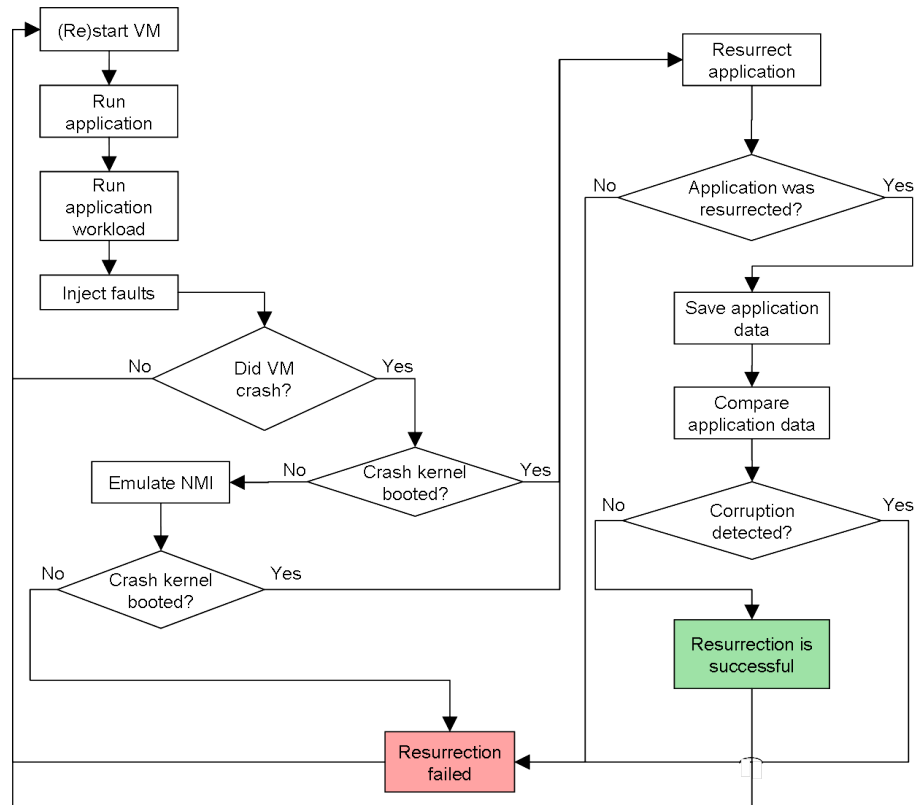 (Re)start VM
Run
application
Run
application
workload
Inject faults
No
Did VM
crash?
Yes
No
Crash kernel
booted?
Yes
Emulate NMI
No
Crash kernel
booted?
Yes
Resurrection
failed
Resurrect
application
No
Application was
resurrected?
Yes
Save application
data
Compare
application data
No
Corruption
detected?
Yes
Resurrection is
successful